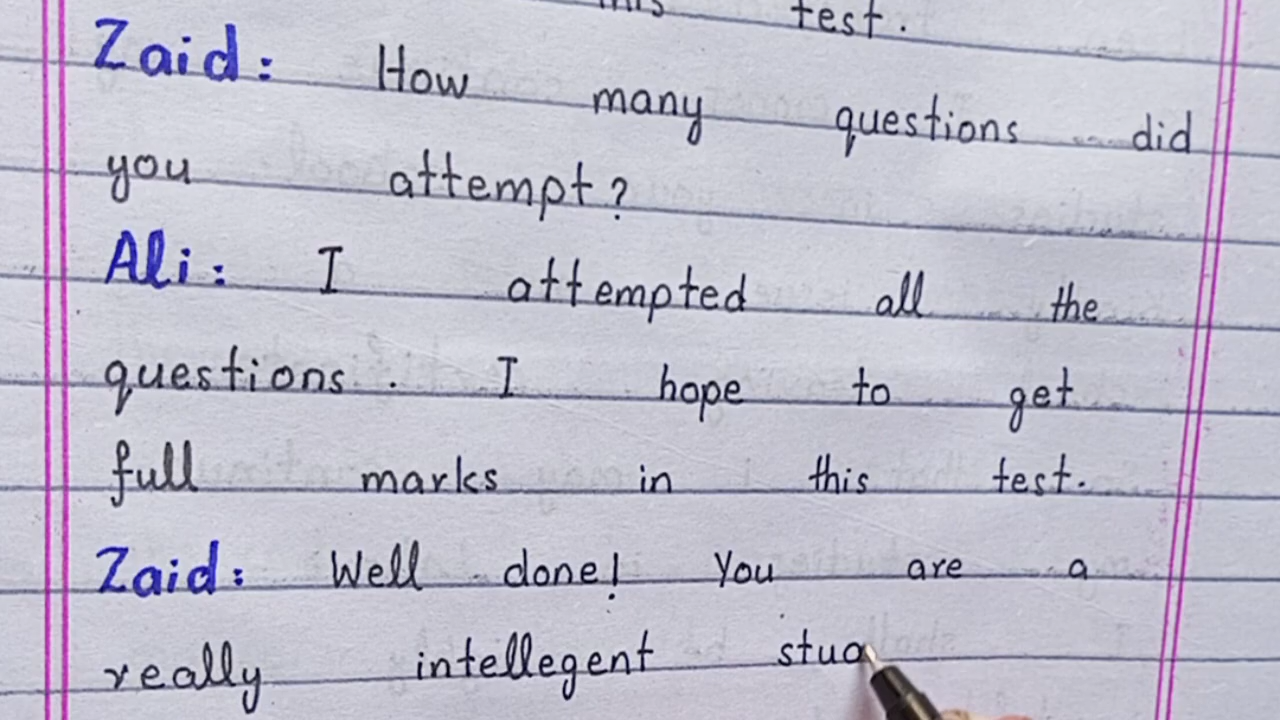 this test.
Zaid: How many questions did
you attempt?
Ali: I attempted all the
questions. I hope to get
full marks in this test.
Zaid: Well done! You are a
really intellegent